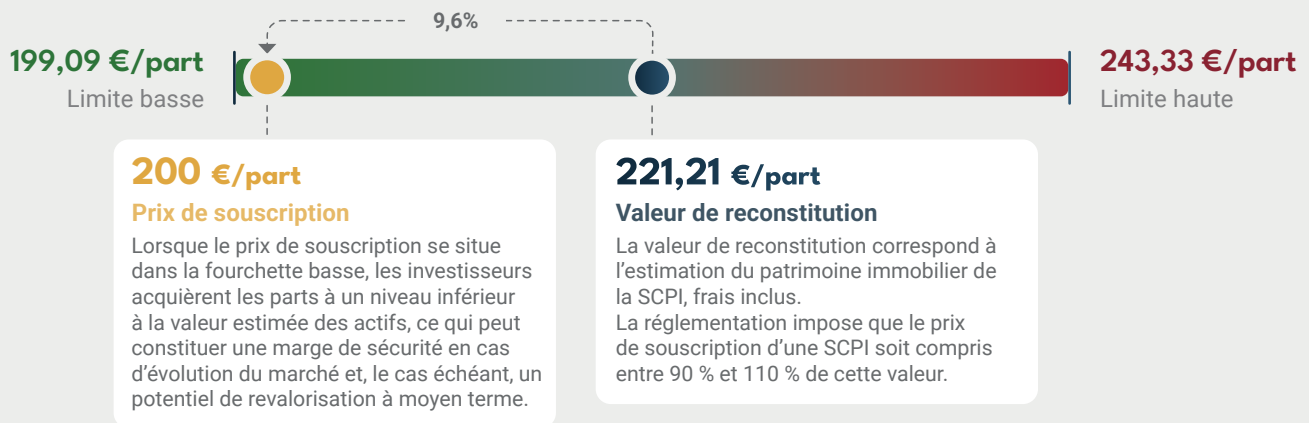 9,6%
199,09 €/part
Limite basse
243,33 €/part
Limite haute
200 €/part
Prix de souscription
Lorsque le prix de souscription se situe
dans la fourchette basse, les investisseurs
acquièrent les parts à un niveau inférieur
à la valeur estimée des actifs, ce qui peut
constituer une marge de sécurité en cas
d’évolution du marché et, le cas échéant, un
potentiel de revalorisation à moyen terme.
221,21 €/part
Valeur de reconstitution
La valeur de reconstitution correspond à
l’estimation du patrimoine immobilier de
la SCPI, frais inclus.
La réglementation impose que le prix
de souscription d’une SCPI soit compris
entre 90 % et 110 % de cette valeur.